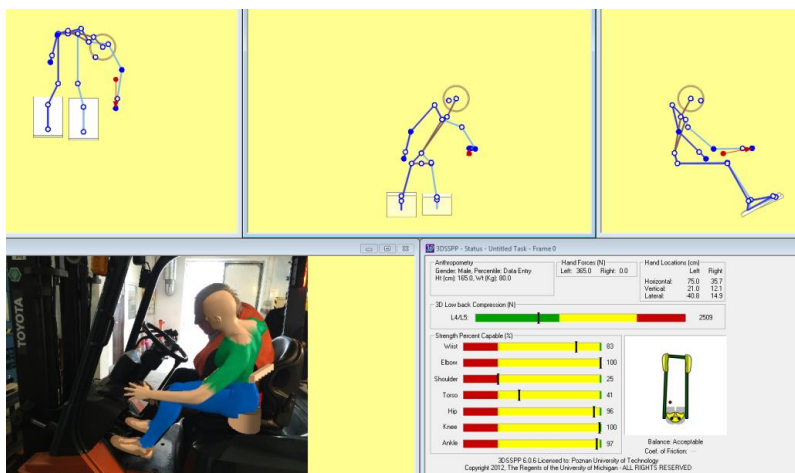 TOYOTA
3DSSPP - Status - Untitled Task - Frame 0
Anthropometry
Gender: Male, Percentile: Data Entry
Ht (cm): 165.0, Wt (Kg): 80.0
Hand Forces (N)
Left: 365.0 Right: 0.0
Hand Locations (cm)
Left Right
Horizontal: 75.0 35.7
Vertical: 21.0 12.1
Lateral: -40.8 14.9
3D Low back Compression (N)
L4/L5: 2509
Strength Percent Capable (%)
Wrist 83
Elbow 100
Shoulder 25
Torso 41
Hip 96
Knee 100
Ankle 97
Balance: Acceptable
Coef. of Friction:
3DSSPP 6.0.6 Licensed to: Poznan University of Technology
Copyright 2012, The Regents of the University of Michigan - ALL RIGHTS RESERVED